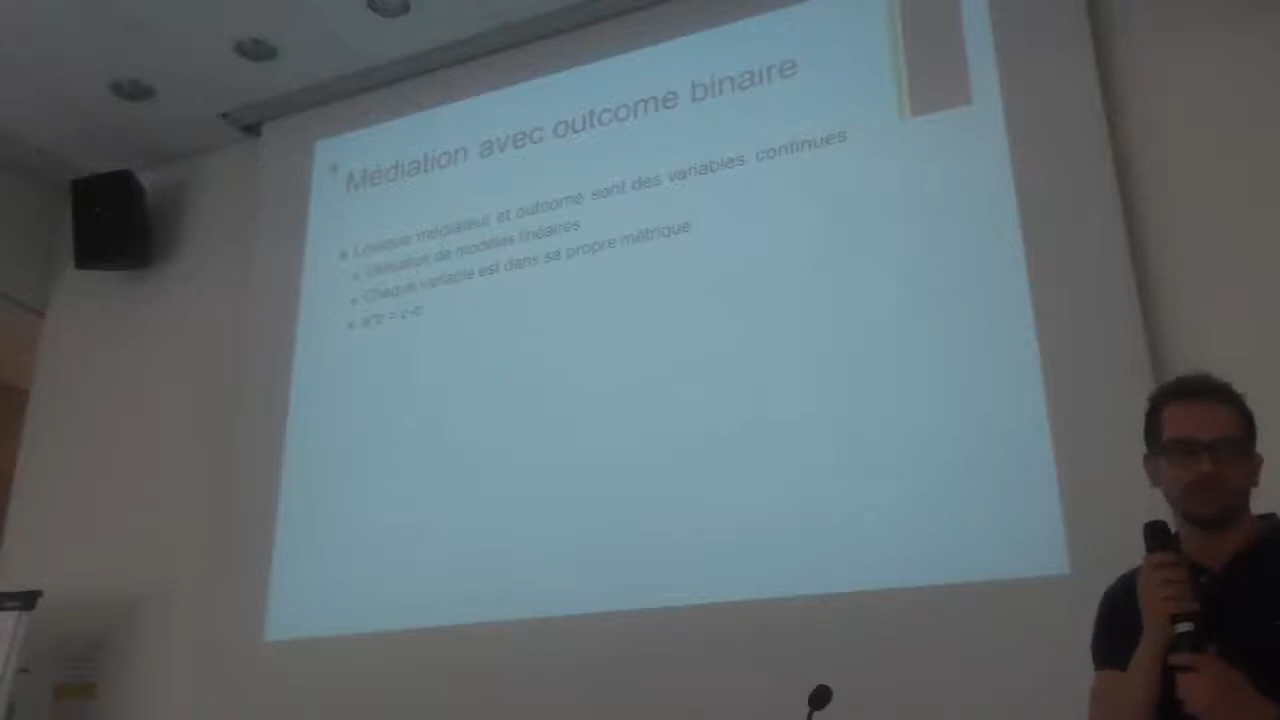 Médiation avec outcome binaire
Lorsque médiateur et outcome sont des variables continues
Utilisation de modèles linéaires
Chaque variable est dans sa propre métrique
a*b = c-c'